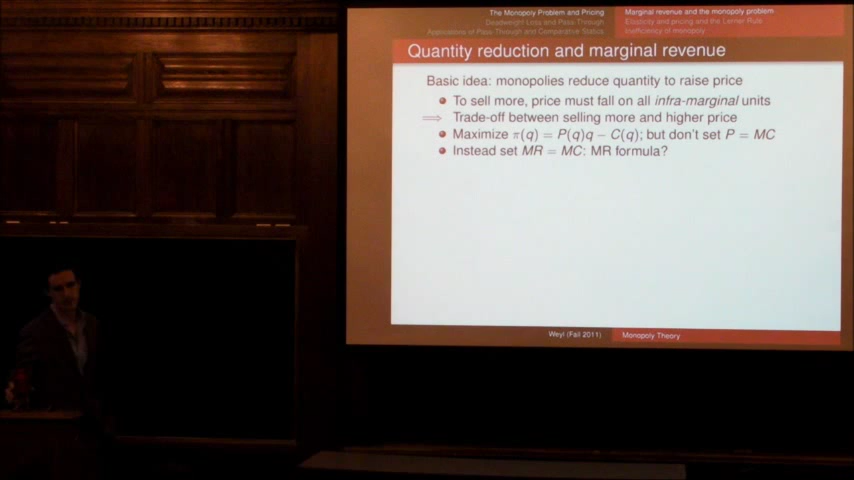 The Monopoly Problem and Pricing
Deadweight Loss and Pass-Through
Applications of Pass-Through and Comparative Statics
Marginal revenue and the monopoly problem
Elasticity and pricing and the Lerner Rule
Inefficiency of monopoly
Quantity reduction and marginal revenue
Basic idea: monopolies reduce quantity to raise price
To sell more, price must fall on all infra-marginal units
⟹ Trade-off between selling more and higher price
Maximize π(q) = P(q)q − C(q); but don't set P = MC
Instead set MR = MC: MR formula?
Weyl (Fall 2011)
Monopoly Theory